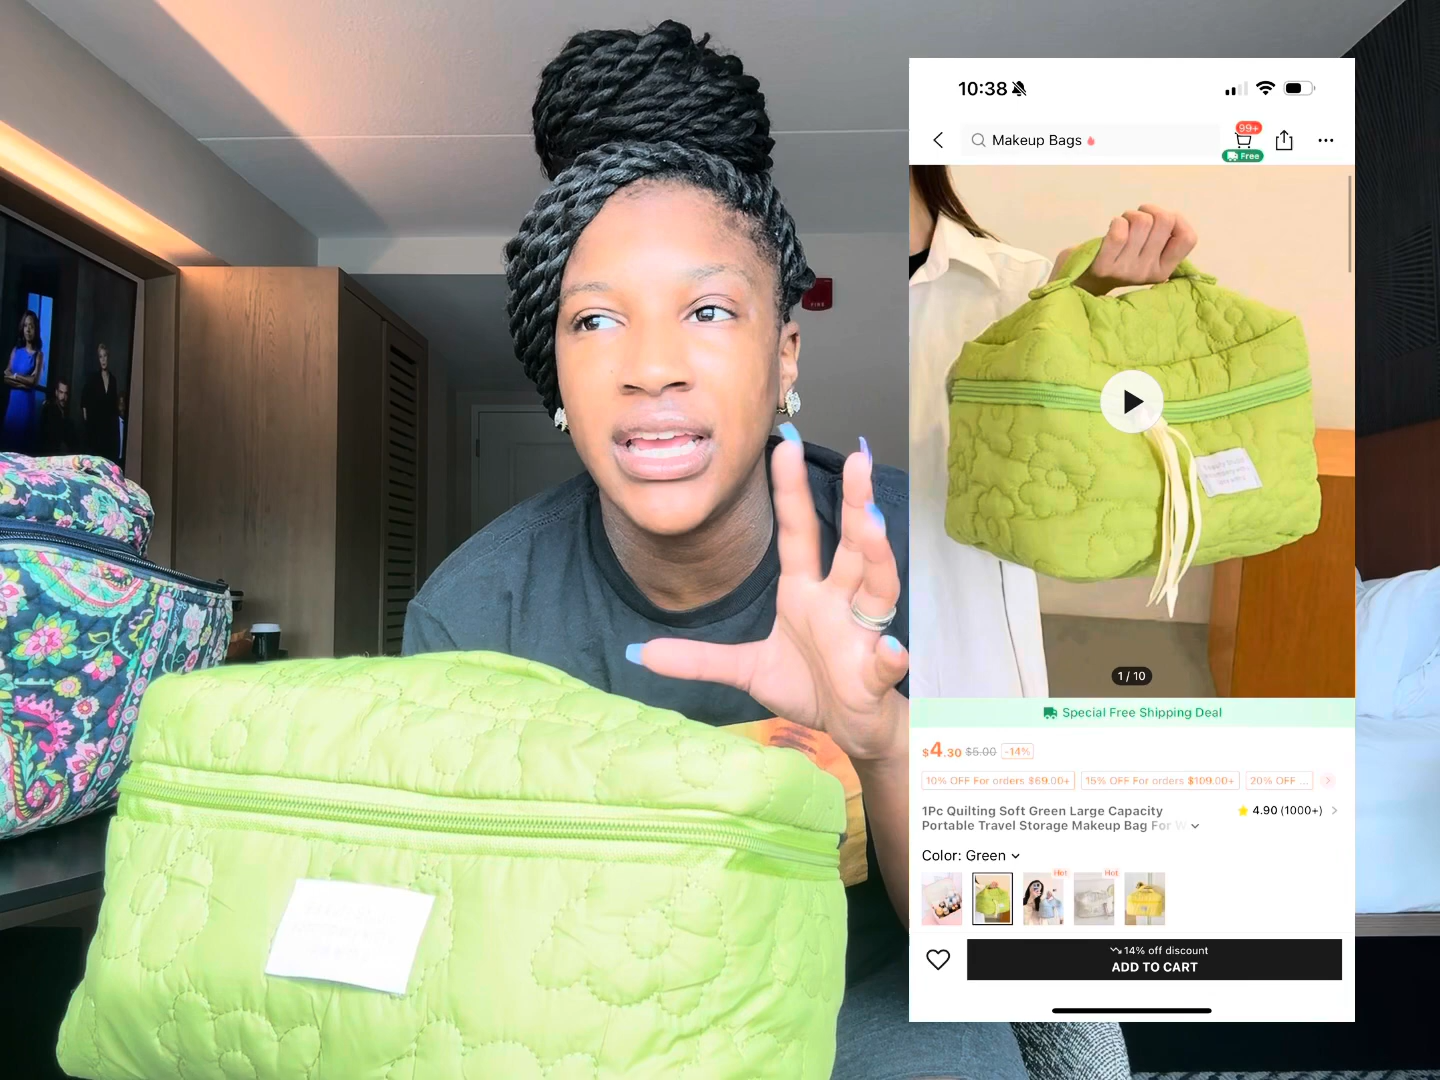 FIRE
10:38
Makeup Bags
99+
Free
1 / 10
Special Free Shipping Deal
$4.30 $5.00 -14%
10% OFF For orders $69.00+ 15% OFF For orders $109.00+ 20% OFF ...
1Pc Quilting Soft Green Large Capacity
Portable Travel Storage Makeup Bag For W
4.90 (1000+)
Color: Green
Hot
Hot
14% off discount
ADD TO CART